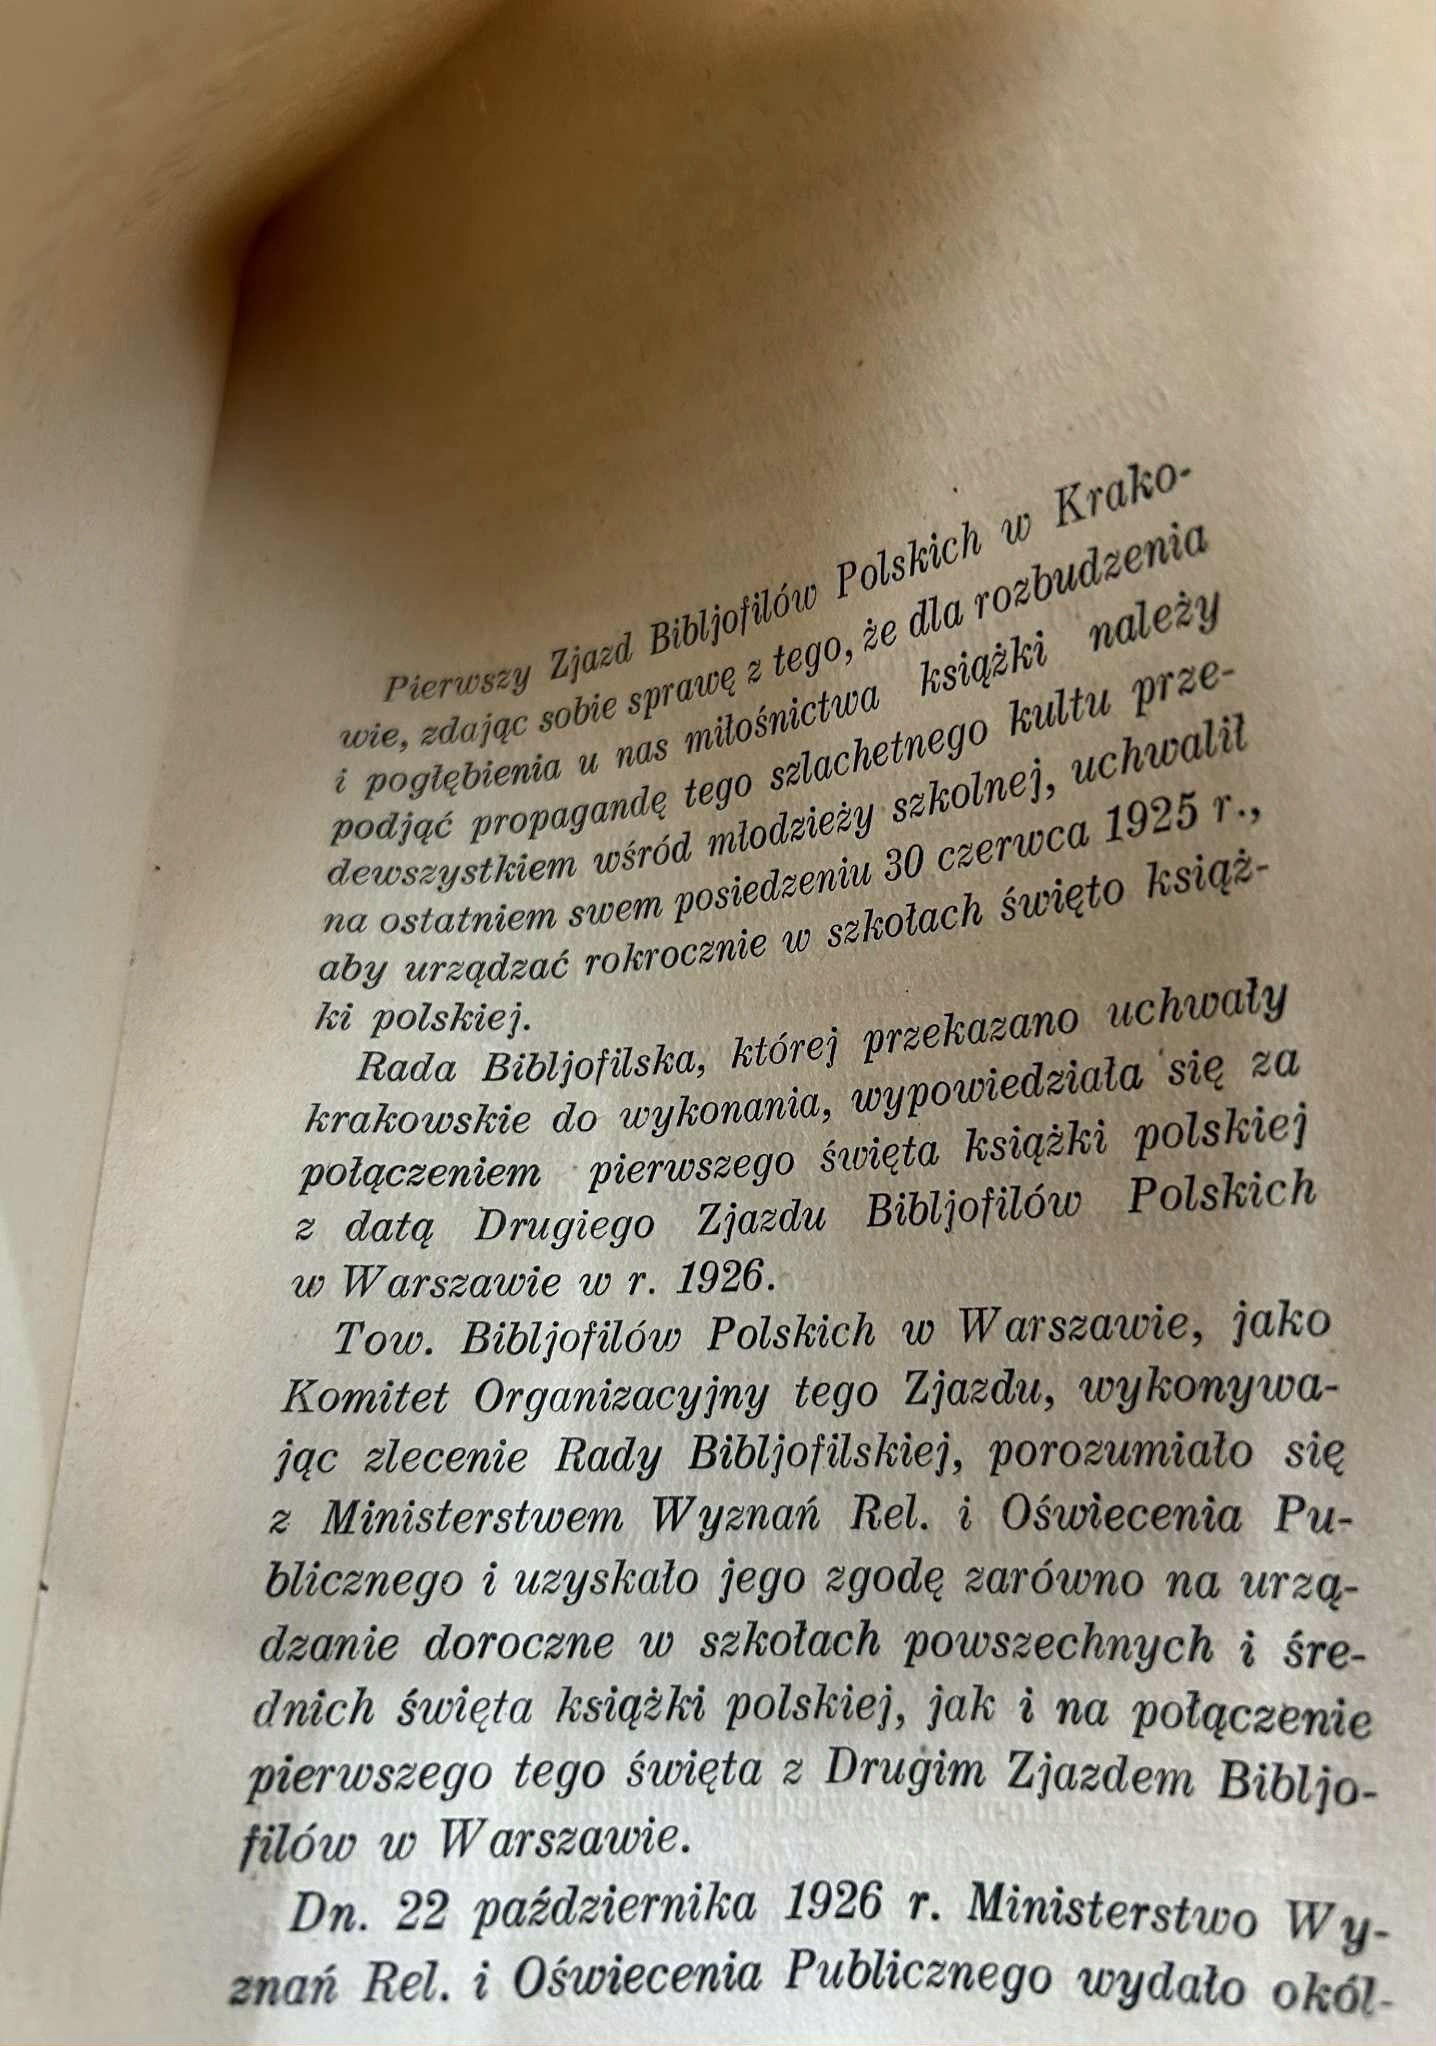 Pierwszy Zjazd Bibljofilów Polskich w Krako-
wie, zdając sobie sprawę z tego, że dla rozbudzenia
i pogłębienia u nas miłośnictwa książki należy
podjąć propagandę tego szlachetnego kultu prze-
dewszystkiem wśród młodzieży szkolnej, uchwalił
na ostatniem swem posiedzeniu 30 czerwca 1925 r.,
aby urządzać rokrocznie w szkołach święto książ-
ki polskiej.
Rada Bibljofilska, której przekazano uchwały
krakowskie do wykonania, wypowiedziała się za
połączeniem pierwszego święta książki polskiej
z datą Drugiego Zjazdu Bibljofilów Polskich
w Warszawie w r. 1926.
Tow. Bibljofilów Polskich w Warszawie, jako
Komitet Organizacyjny tego Zjazdu, wykonywa-
jąc zlecenie Rady Bibljofilskiej, porozumiało się
z Ministerstwem Wyznań Rel. i Oświecenia Pu-
blicznego i uzyskało jego zgodę zarówno na urzą-
dzanie doroczne w szkołach powszechnych i śre-
dnich święta książki polskiej, jak i na połączenie
pierwszego tego święta z Drugim Zjazdem Bibljo-
filów w Warszawie.
Dn. 22 października 1926 r. Ministerstwo Wy-
znań Rel. i Oświecenia Publicznego wydało okól-